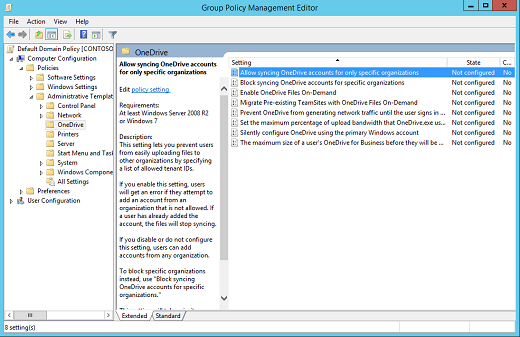 Group Policy Management Editor
File Action View Help
Default Domain Policy [CONTOSO
Computer Configuration
Policies
Software Settings
Windows Settings
Administrative Templat
Control Panel
Network
OneDrive
Printers
Server
Start Menu and Task
System
Windows Compone
All Settings
Preferences
User Configuration
OneDrive
Allow syncing OneDrive accounts
for only specific organizations
Edit policy setting.
Requirements:
At least Windows Server 2008 R2
or Windows 7
Description:
This setting lets you prevent users
from easily uploading files to
other organizations by specifying
a list of allowed tenant IDs.
If you enable this setting, users
will get an error if they attempt to
add an account from an
organization that is not allowed. If
a user has already added the
account, the files will stop syncing.
If you disable or do not configure
this setting, users can add
accounts from any organization.
To block specific organizations
instead, use "Block syncing
OneDrive accounts for specific
organizations."
Setting State C...
Allow syncing OneDrive accounts for only specific organizations Not configured No
Block syncing OneDrive accounts for specific organizations Not configured No
Enable OneDrive Files On-Demand Not configured No
Migrate Pre-existing TeamSites with OneDrive Files On-Demand Not configured No
Prevent OneDrive from generating network traffic until the user signs in ... Not configured No
Set the maximum percentage of upload bandwidth that OneDrive.exe us... Not configured No
Silently configure OneDrive using the primary Windows account Not configured No
The maximum size of a user's OneDrive for Business before they will be ... Not configured No
Extended Standard
8 setting(s)